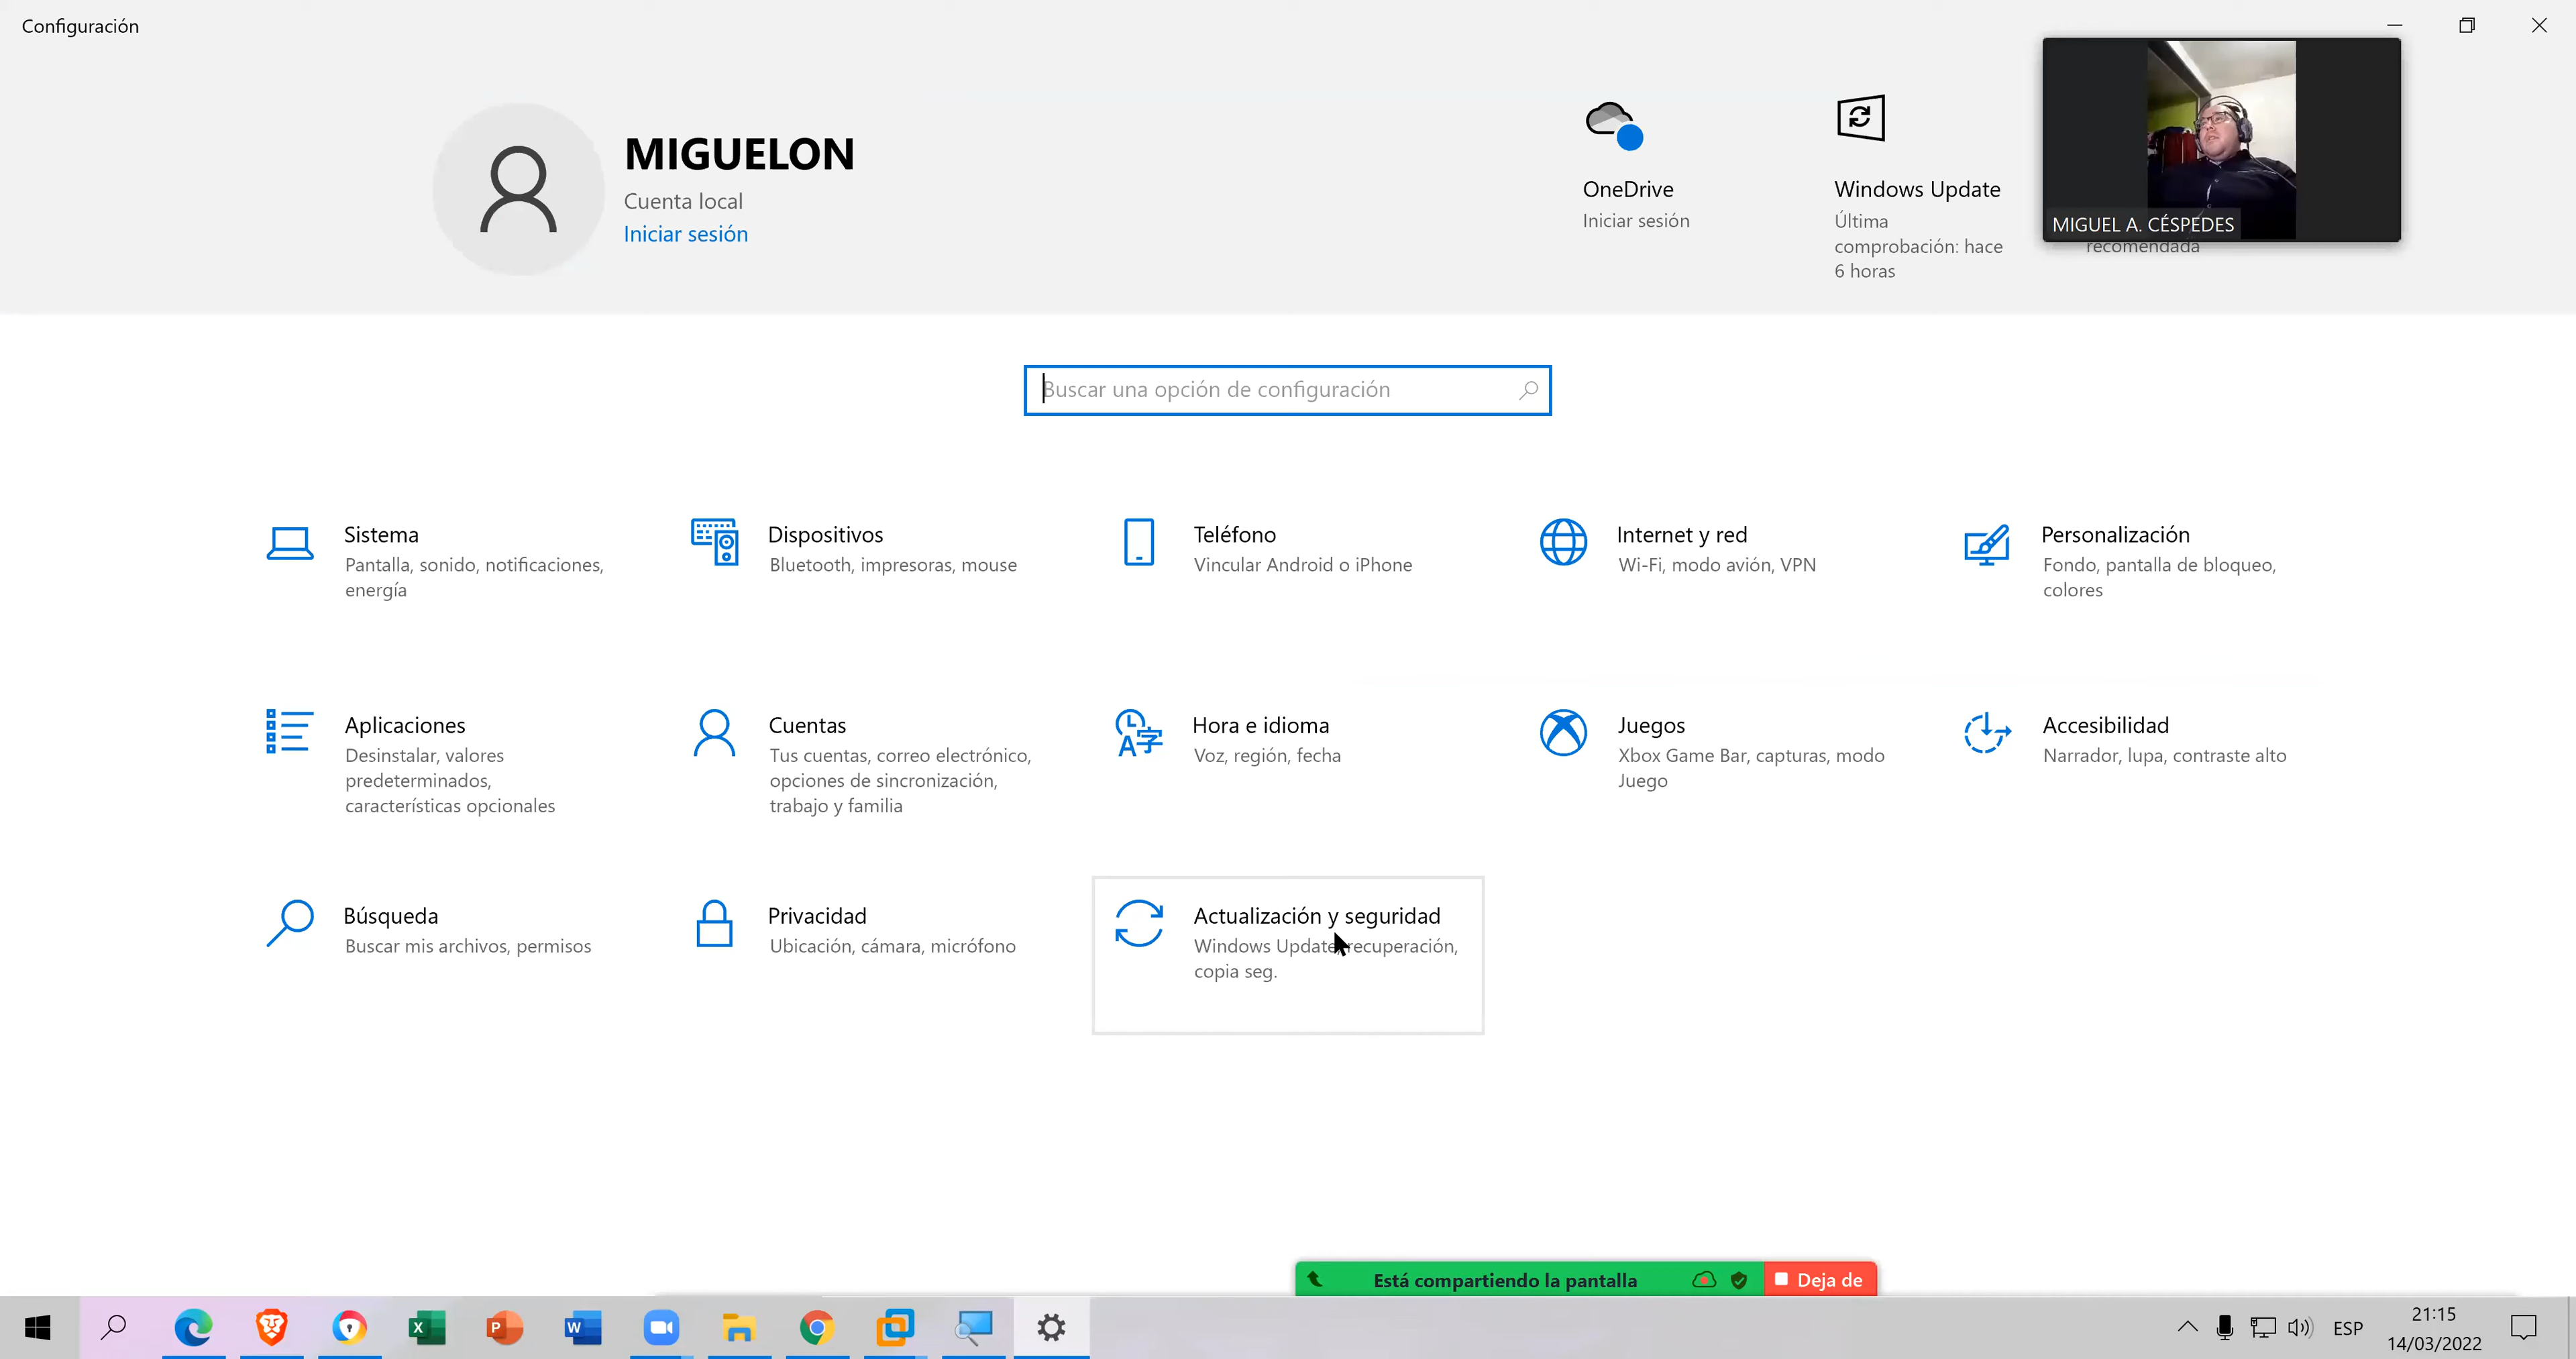 Configuración
MIGUELON
Cuenta local
Iniciar sesión
OneDrive
Iniciar sesión
Windows Update
Última
comprobación: hace
6 horas
MIGUEL A. CÉSPEDES
recomendada
Buscar una opción de configuración
Sistema
Pantalla, sonido, notificaciones,
energía
Dispositivos
Bluetooth, impresoras, mouse
Teléfono
Vincular Android o iPhone
Internet y red
Wi-Fi, modo avión, VPN
Personalización
Fondo, pantalla de bloqueo,
colores
Aplicaciones
Desinstalar, valores
predeterminados,
características opcionales
Cuentas
Tus cuentas, correo electrónico,
opciones de sincronización,
trabajo y familia
Hora e idioma
Voz, región, fecha
Juegos
Xbox Game Bar, capturas, modo
Juego
Accesibilidad
Narrador, lupa, contraste alto
Búsqueda
Buscar mis archivos, permisos
Privacidad
Ubicación, cámara, micrófono
Actualización y seguridad
Windows Update, recuperación,
copia seg.
Está compartiendo la pantalla
Deja de
ESP
21:15
14/03/2022